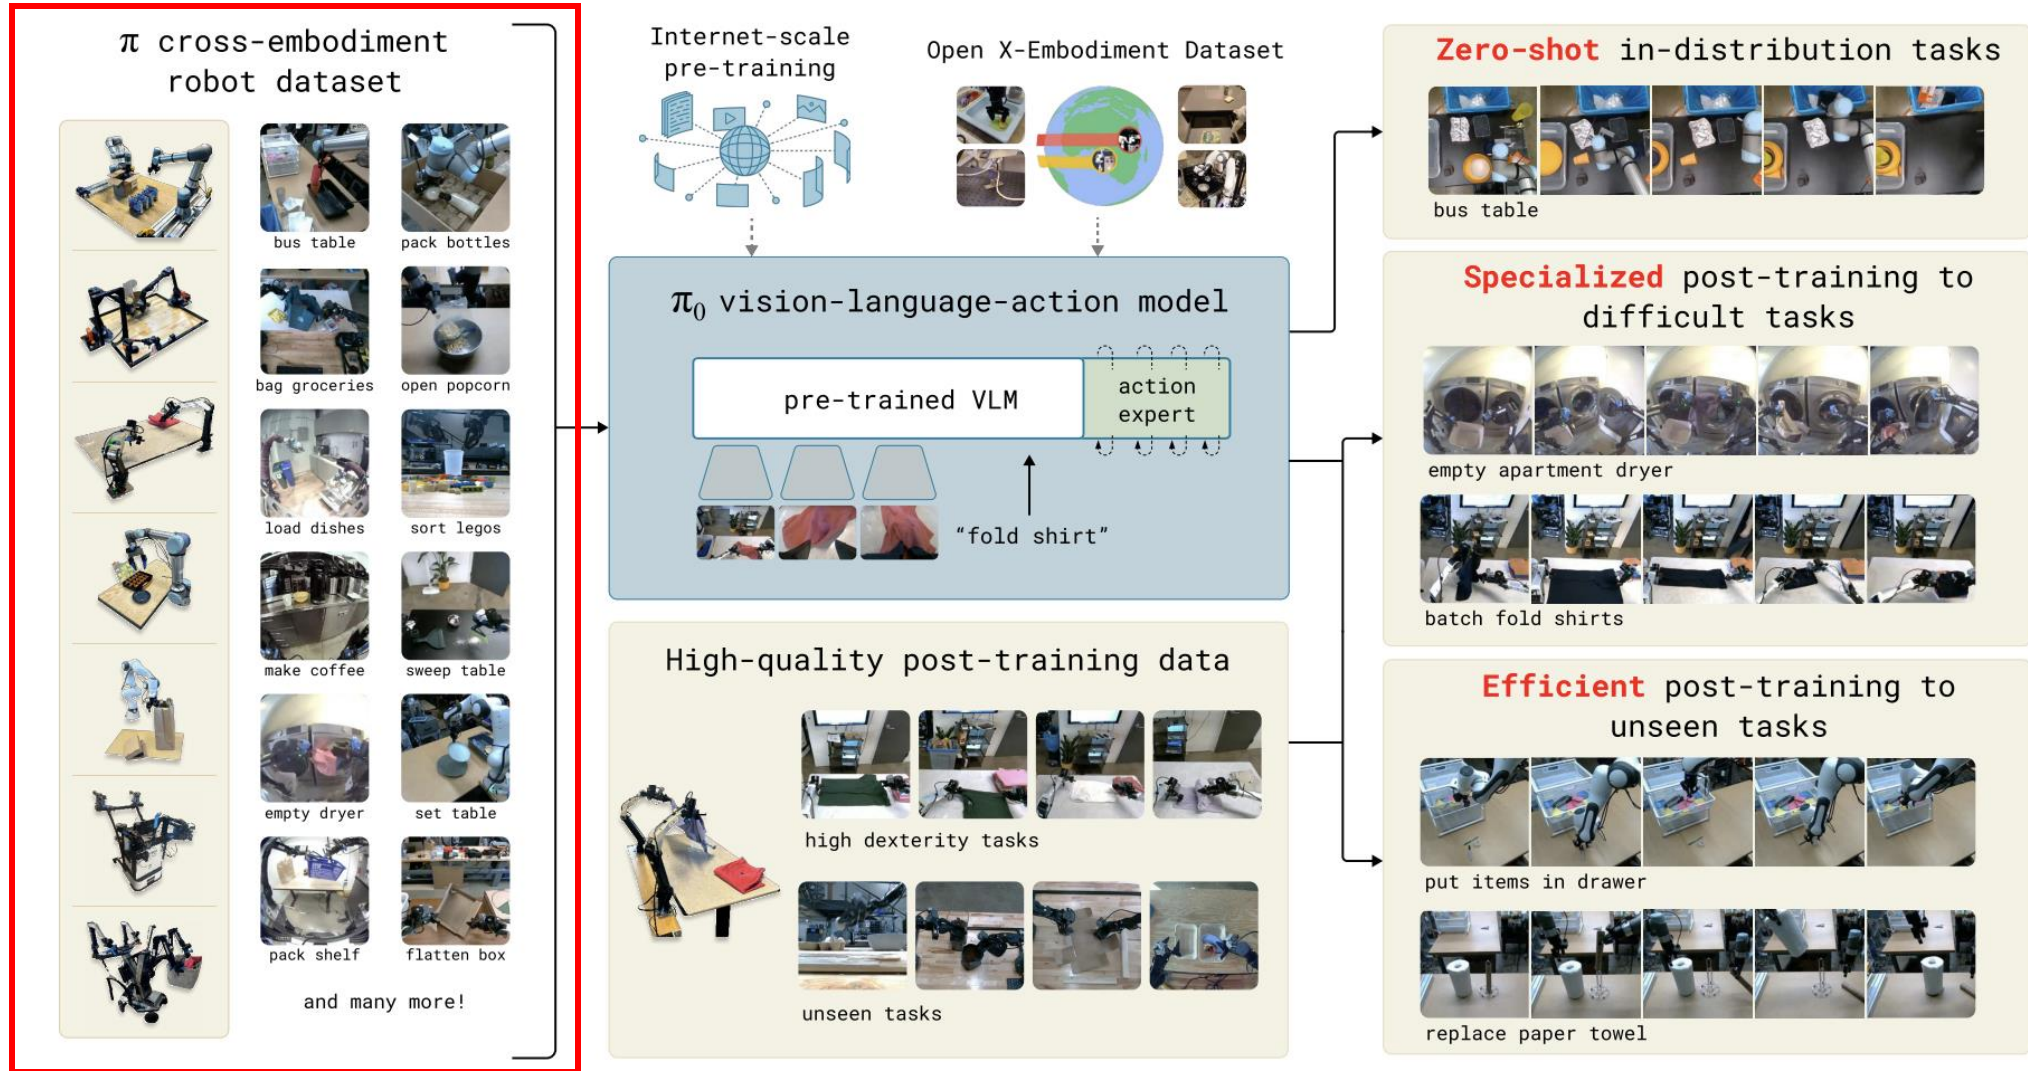 π cross-embodiment
robot dataset
bus table
pack bottles
bag groceries
open popcorn
load dishes
sort legos
make coffee
sweep table
empty dryer
set table
pack shelf
flatten box
and many more!
Internet-scale
pre-training
Open X-Embodiment Dataset
π₀ vision-language-action model
pre-trained VLM
action
expert
“fold shirt”
High-quality post-training data
high dexterity tasks
unseen tasks
Zero-shot in-distribution tasks
bus table
Specialized post-training to
difficult tasks
empty apartment dryer
batch fold shirts
Efficient post-training to
unseen tasks
put items in drawer
replace paper towel